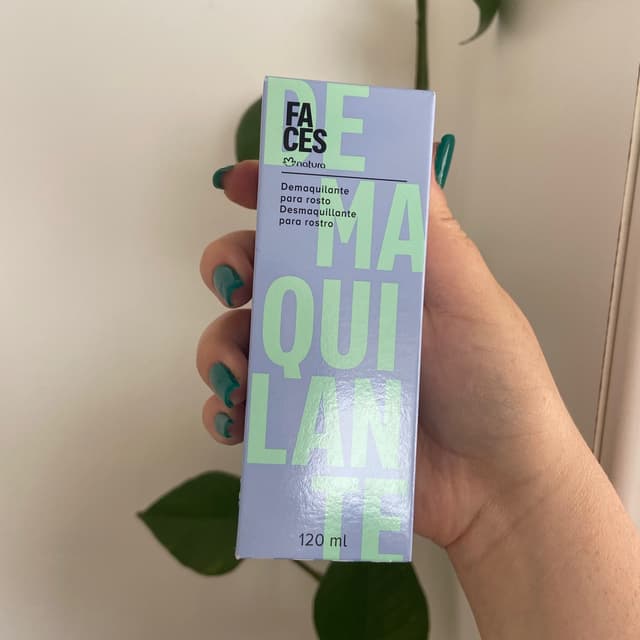 FA
CES
natura
Demaquilante
para rosto
Desmaquillante
para rostro
DE
MA
QUI
LAN
TE
120 ml